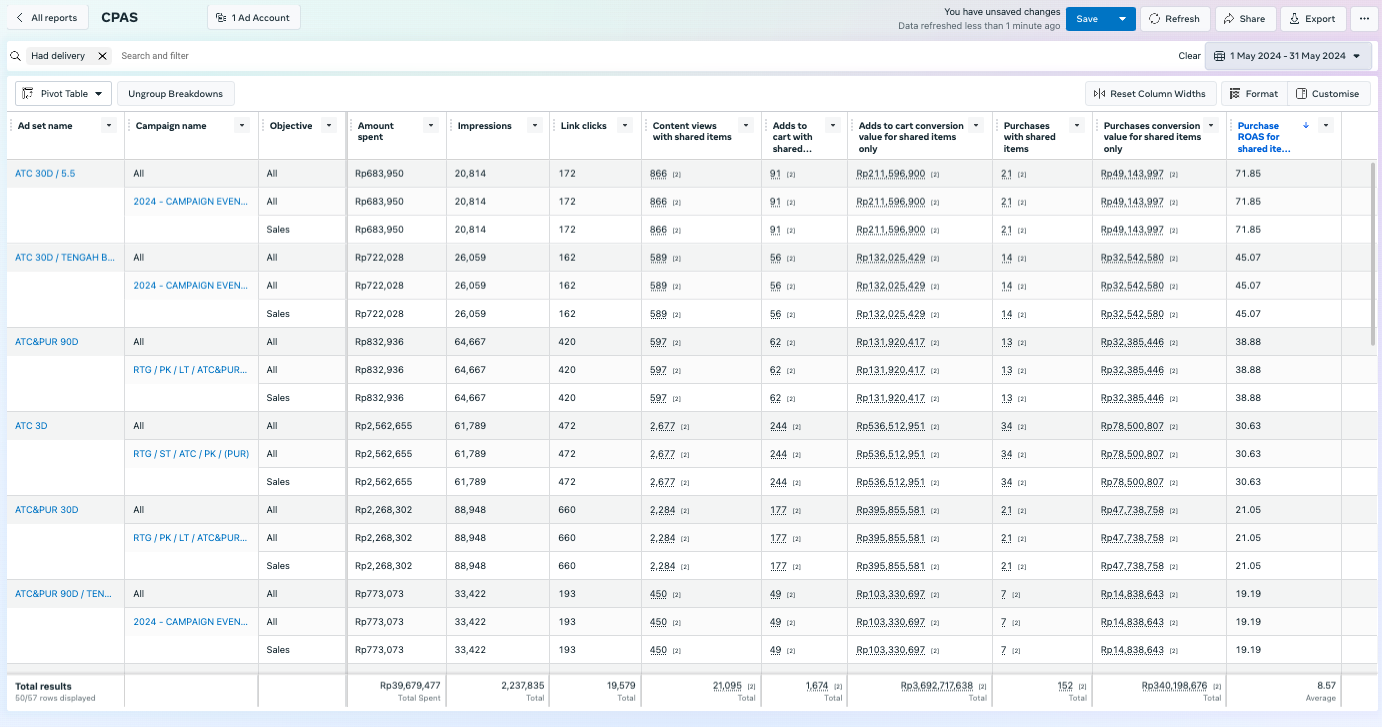 All reports
CPAS
1 Ad Account
You have unsaved changes
Data refreshed less than 1 minute ago
Save
Refresh
Share
Export
Had delivery
Search and filter
Clear
1 May 2024 - 31 May 2024
Pivot Table
Ungroup Breakdowns
Reset Column Widths
Format
Customise
Ad set name
Campaign name
Objective
Amount
spent
Impressions
Link clicks
Content views
with shared items
Adds to
cart with
shared...
Adds to cart conversion
value for shared items
only
Purchases
with shared
items
Purchases conversion
value for shared items
only
Purchase
ROAS for
shared ite...
ATC 30D / 5.5 All All Rp683,950 20,814 172 866 [2] 91 [2] Rp211,596,900 [2] 21 [2] Rp49,143,997 [2] 71.85
2024 - CAMPAIGN EVEN... All Rp683,950 20,814 172 866 [2] 91 [2] Rp211,596,900 [2] 21 [2] Rp49,143,997 [2] 71.85
Sales Rp683,950 20,814 172 866 [2] 91 [2] Rp211,596,900 [2] 21 [2] Rp49,143,997 [2] 71.85
ATC 30D / TENGAH B... All All Rp722,028 26,059 162 589 [2] 56 [2] Rp132,025,429 [2] 14 [2] Rp32,542,580 [2] 45.07
2024 - CAMPAIGN EVEN... All Rp722,028 26,059 162 589 [2] 56 [2] Rp132,025,429 [2] 14 [2] Rp32,542,580 [2] 45.07
Sales Rp722,028 26,059 162 589 [2] 56 [2] Rp132,025,429 [2] 14 [2] Rp32,542,580 [2] 45.07
ATC&PUR 90D All All Rp832,936 64,667 420 597 [2] 62 [2] Rp131,920,417 [2] 13 [2] Rp32,385,446 [2] 38.88
RTG / PK / LT / ATC&PUR... All Rp832,936 64,667 420 597 [2] 62 [2] Rp131,920,417 [2] 13 [2] Rp32,385,446 [2] 38.88
Sales Rp832,936 64,667 420 597 [2] 62 [2] Rp131,920,417 [2] 13 [2] Rp32,385,446 [2] 38.88
ATC 3D All All Rp2,562,655 61,789 472 2,677 [2] 244 [2] Rp536,512,951 [2] 34 [2] Rp78,500,807 [2] 30.63
RTG / ST / ATC / PK / (PUR) All Rp2,562,655 61,789 472 2,677 [2] 244 [2] Rp536,512,951 [2] 34 [2] Rp78,500,807 [2] 30.63
Sales Rp2,562,655 61,789 472 2,677 [2] 244 [2] Rp536,512,951 [2] 34 [2] Rp78,500,807 [2] 30.63
ATC&PUR 30D All All Rp2,268,302 88,948 660 2,284 [2] 177 [2] Rp395,855,581 [2] 21 [2] Rp47,738,758 [2] 21.05
RTG / PK / LT / ATC&PUR... All Rp2,268,302 88,948 660 2,284 [2] 177 [2] Rp395,855,581 [2] 21 [2] Rp47,738,758 [2] 21.05
Sales Rp2,268,302 88,948 660 2,284 [2] 177 [2] Rp395,855,581 [2] 21 [2] Rp47,738,758 [2] 21.05
ATC&PUR 90D / TEN... All All Rp773,073 33,422 193 450 [2] 49 [2] Rp103,330,697 [2] 7 [2] Rp14,838,643 [2] 19.19
2024 - CAMPAIGN EVEN... All Rp773,073 33,422 193 450 [2] 49 [2] Rp103,330,697 [2] 7 [2] Rp14,838,643 [2] 19.19
Sales Rp773,073 33,422 193 450 [2] 49 [2] Rp103,330,697 [2] 7 [2] Rp14,838,643 [2] 19.19
Total results Rp39,679,477 2,237,835 19,579 21,095 [2] 1,674 [2] Rp3,692,717,638 [2] 152 [2] Rp340,198,676 [2] 8.57
50/57 rows displayed Total Spent Total Total Total Total Total Total Total Average